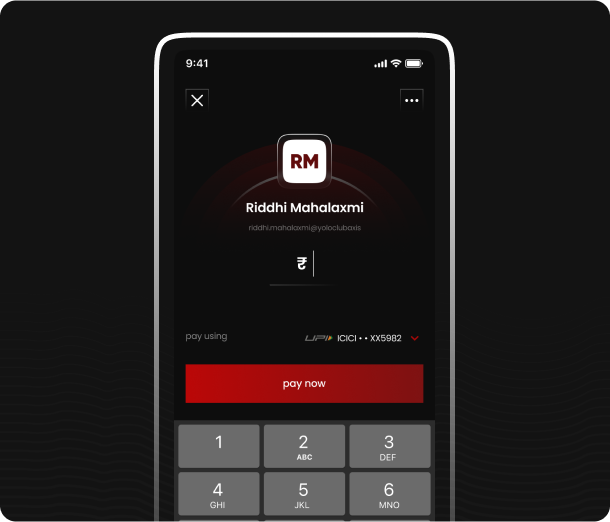 9:41
RM
Riddhi Mahalaxmi
riddhi.mahalaxmi@yoloclubaxis
₹
pay using
UPI ICICI •• XX5982
pay now
1 2 3
ABC DEF
4 5 6
GHI JKL MNO